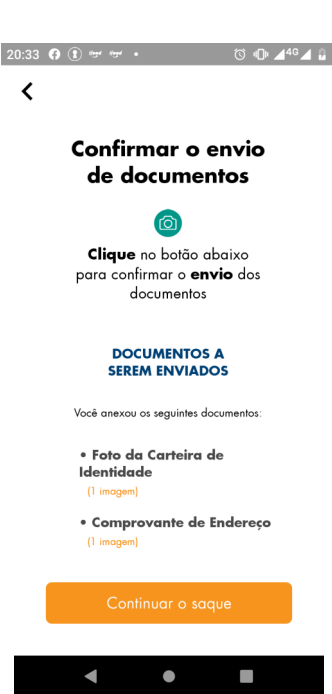 20:33
4G
Confirmar o envio
de documentos
Clique no botão abaixo
para confirmar o envio dos
documentos
DOCUMENTOS A
SEREM ENVIADOS
Você anexou os seguintes documentos:
• Foto da Carteira de
Identidade
(1 imagem)
• Comprovante de Endereço
(1 imagem)
Continuar o saque